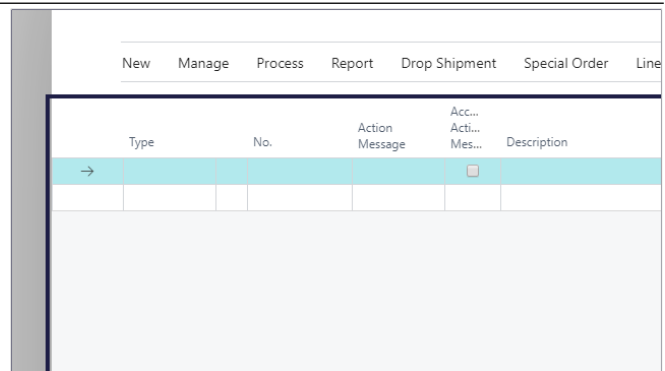 New Manage Process Report Drop Shipment Special Order Line
Type No. Action Message Acc... Acti... Mes... Description